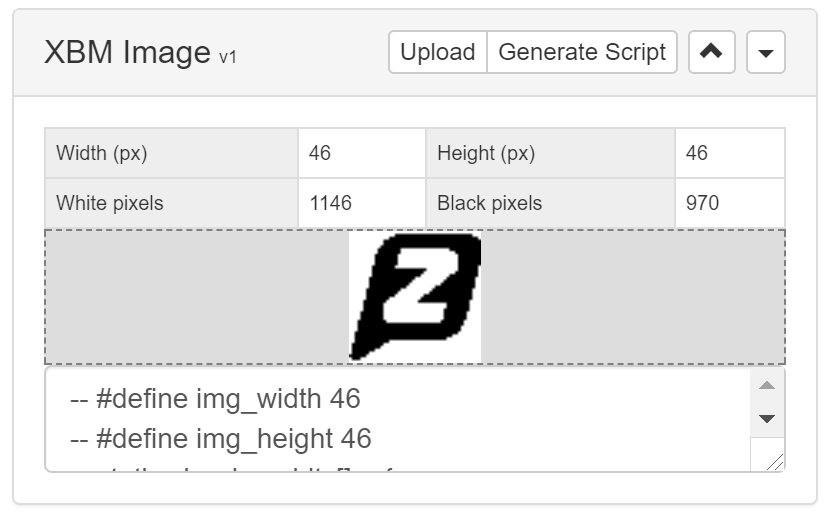 XBM Image v1
Upload
Generate Script
Width (px) 46 Height (px) 46
White pixels 1146 Black pixels 970
Z
-- #define img_width 46
-- #define img_height 46